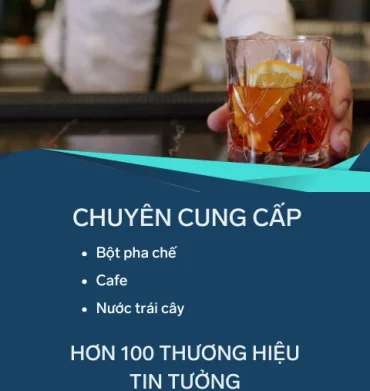 CHUYÊN CUNG CẤP
Bột pha chế
Cafe
Nước trái cây
HƠN 100 THƯƠNG HIỆU
TIN TƯỞNG